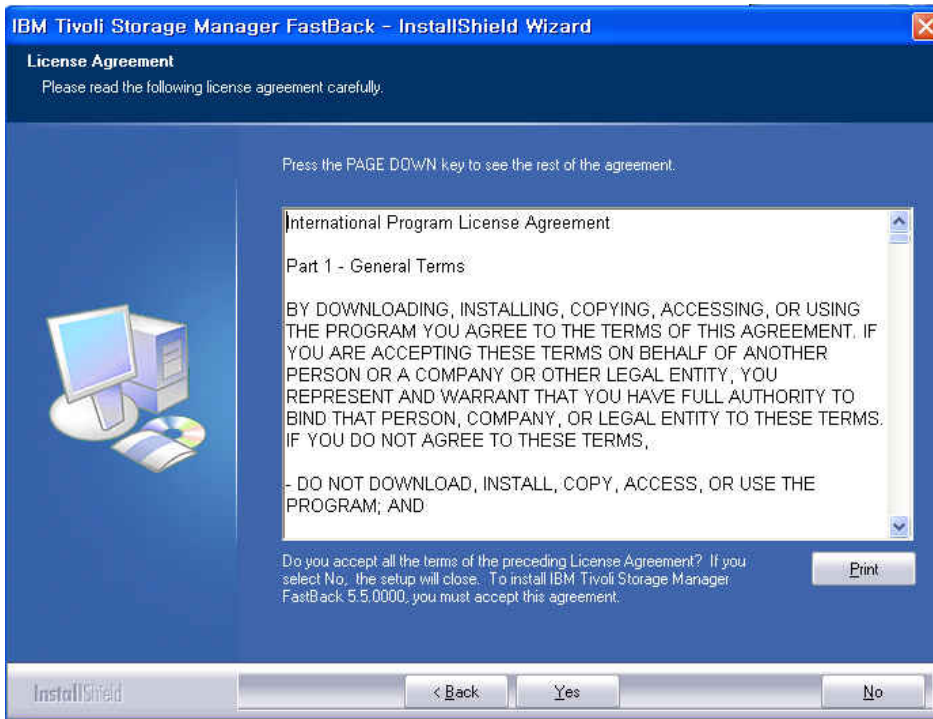 IBM Tivoli Storage Manager FastBack - InstallShield Wizard
License Agreement
Please read the following license agreement carefully.
Press the PAGE DOWN key to see the rest of the agreement.
International Program License Agreement
Part 1 - General Terms
BY DOWNLOADING, INSTALLING, COPYING, ACCESSING, OR USING
THE PROGRAM YOU AGREE TO THE TERMS OF THIS AGREEMENT. IF
YOU ARE ACCEPTING THESE TERMS ON BEHALF OF ANOTHER
PERSON OR A COMPANY OR OTHER LEGAL ENTITY, YOU
REPRESENT AND WARRANT THAT YOU HAVE FULL AUTHORITY TO
BIND THAT PERSON, COMPANY, OR LEGAL ENTITY TO THESE TERMS.
IF YOU DO NOT AGREE TO THESE TERMS,
- DO NOT DOWNLOAD, INSTALL, COPY, ACCESS, OR USE THE
PROGRAM; AND
Do you accept all the terms of the preceding License Agreement? If you
select No, the setup will close. To install IBM Tivoli Storage Manager
FastBack 5.5.0000, you must accept this agreement.
Print
InstallShield
< Back
Yes
No